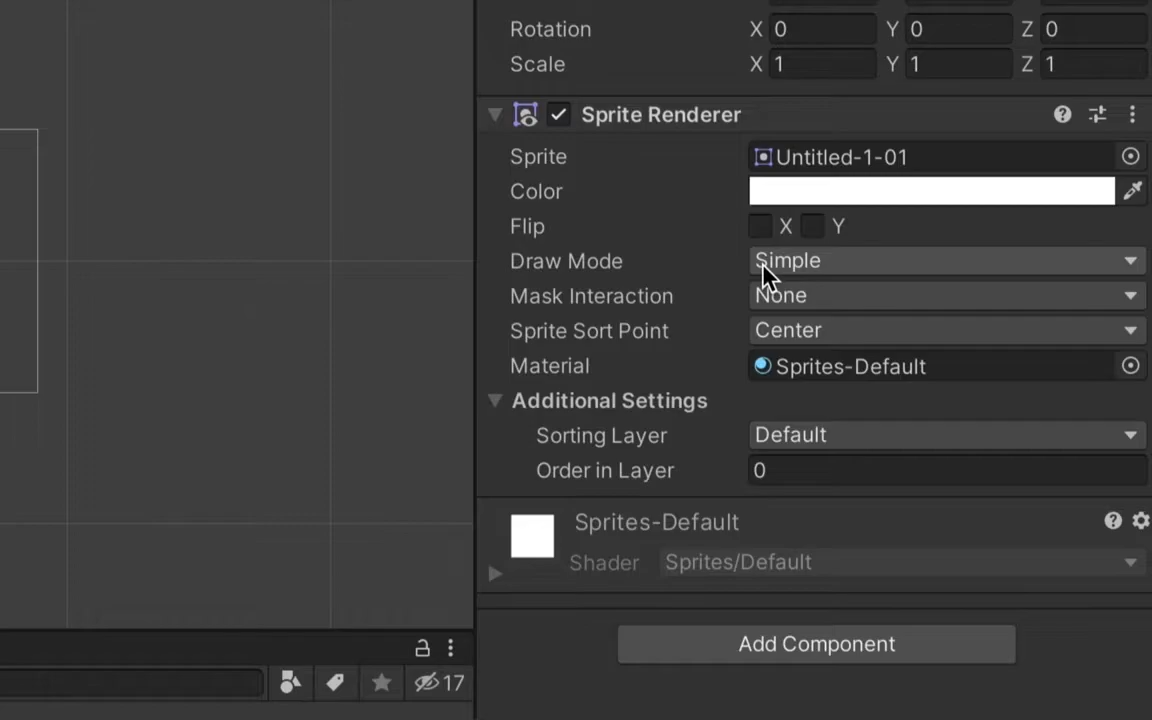 Rotation X 0 Y 0 Z 0
Scale X 1 Y 1 Z 1
Sprite Renderer
Sprite Untitled-1-01
Color
Flip X Y
Draw Mode Simple
Mask Interaction None
Sprite Sort Point Center
Material Sprites-Default
Additional Settings
Sorting Layer Default
Order in Layer 0
Sprites-Default
Shader Sprites/Default
Add Component
17